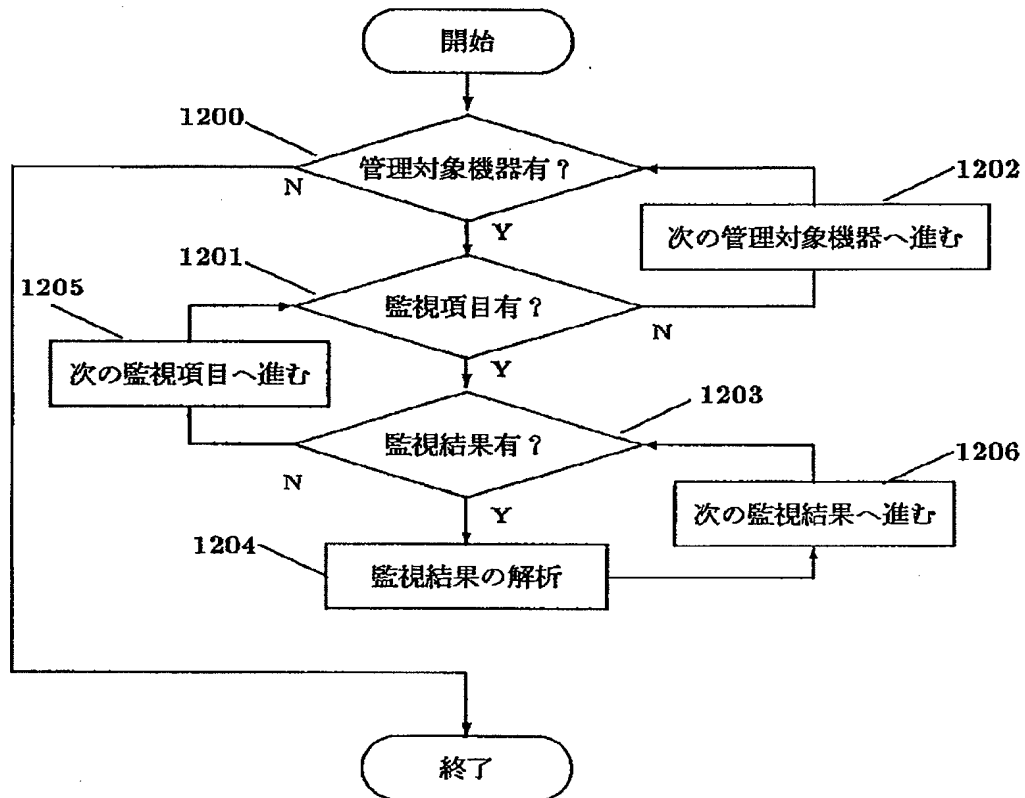 開始
1200
管理対象機器有？
N
Y
1202
次の管理対象機器へ進む
1201
監視項目有？
N
Y
1205
次の監視項目へ進む
1203
監視結果有？
N
Y
1206
次の監視結果へ進む
1204
監視結果の解析
終了